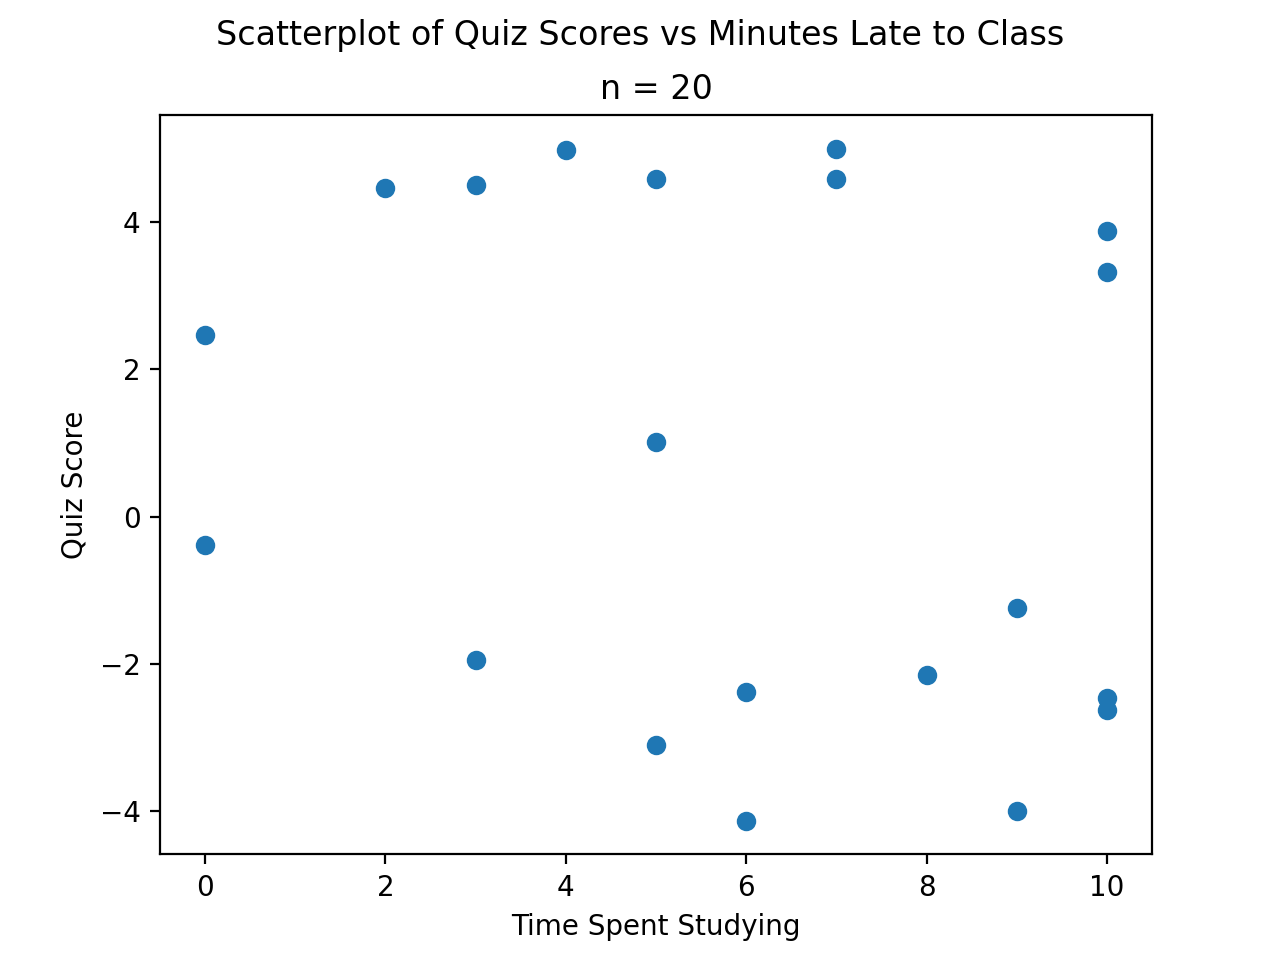 Scatterplot of Quiz Scores vs Minutes Late to Class
n = 20
4
2
0
−2
−4
Quiz Score
0 2 4 6 8 10
Time Spent Studying